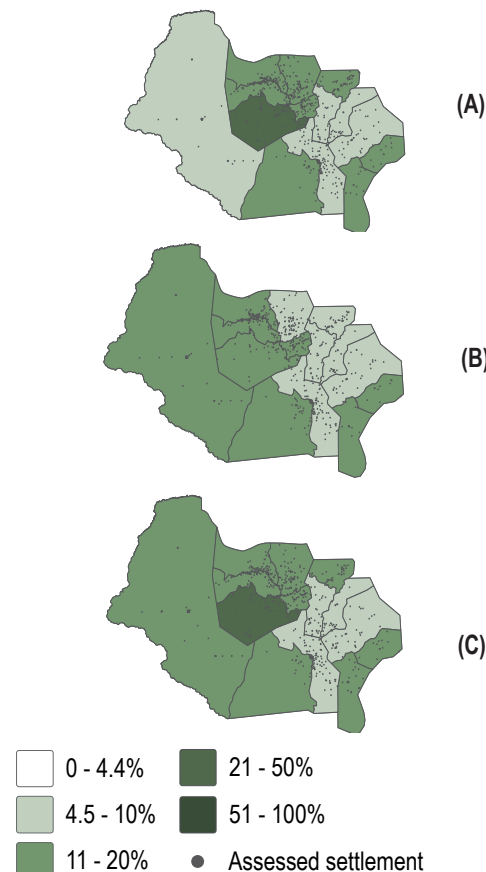 (A)
(B)
(C)
0 - 4.4%
21 - 50%
4.5 - 10%
51 - 100%
11 - 20%
Assessed settlement